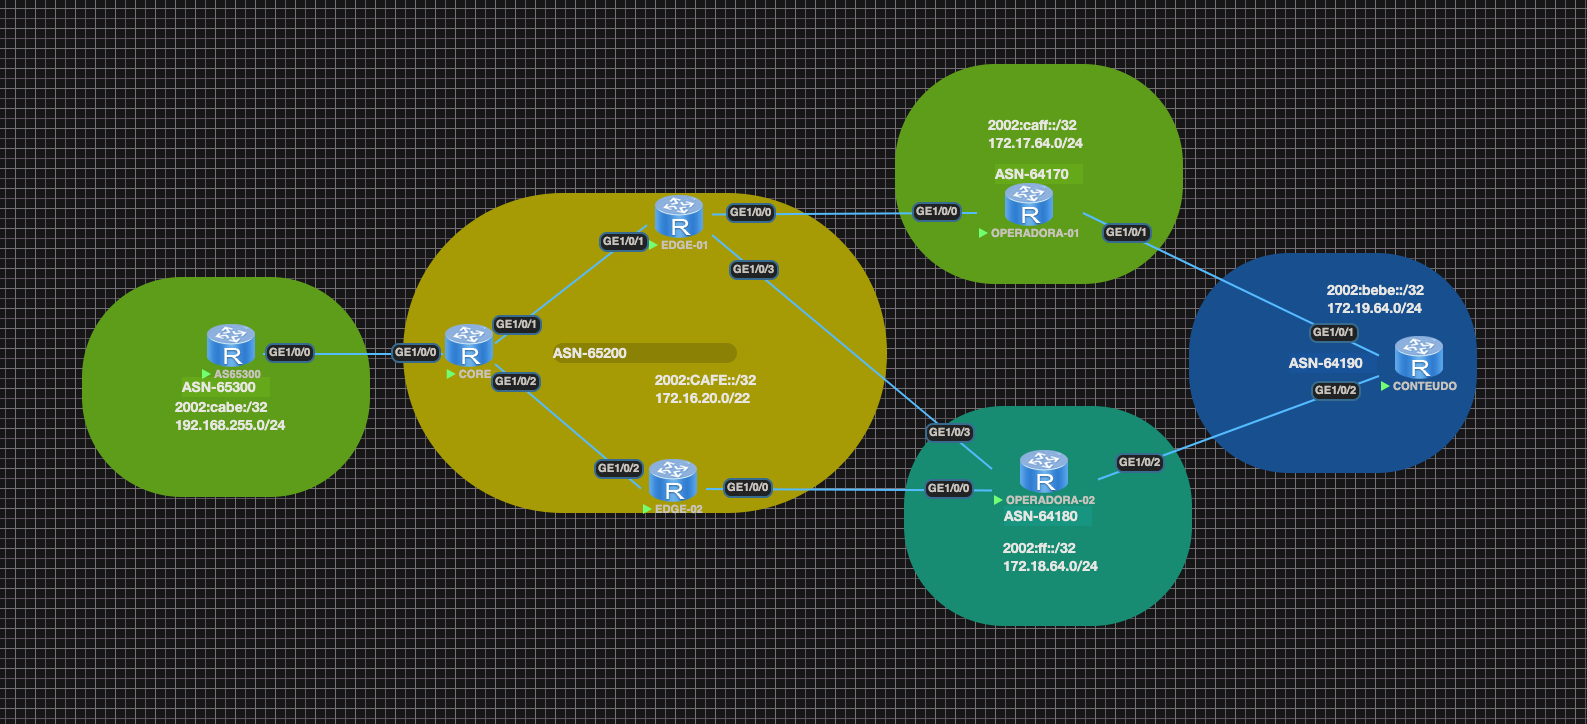 2002:caff::/32
172.17.64.0/24
ASN-64170
R
OPERADORA-01
GE1/0/0
GE1/0/1
R
EDGE-01
GE1/0/0
GE1/0/1
GE1/0/3
2002:bebe::/32
172.19.64.0/24
GE1/0/1
ASN-64190
R
CONTEUDO
GE1/0/2
R
AS65300
GE1/0/0
ASN-65300
2002:cabe:/32
192.168.255.0/24
GE1/0/0
R
CORE
GE1/0/1
GE1/0/2
ASN-65200
2002:CAFE::/32
172.16.20.0/22
GE1/0/2
R
EDGE-02
GE1/0/0
GE1/0/3
GE1/0/0
R
GE1/0/2
OPERADORA-02
ASN-64180
2002:ff::/32
172.18.64.0/24